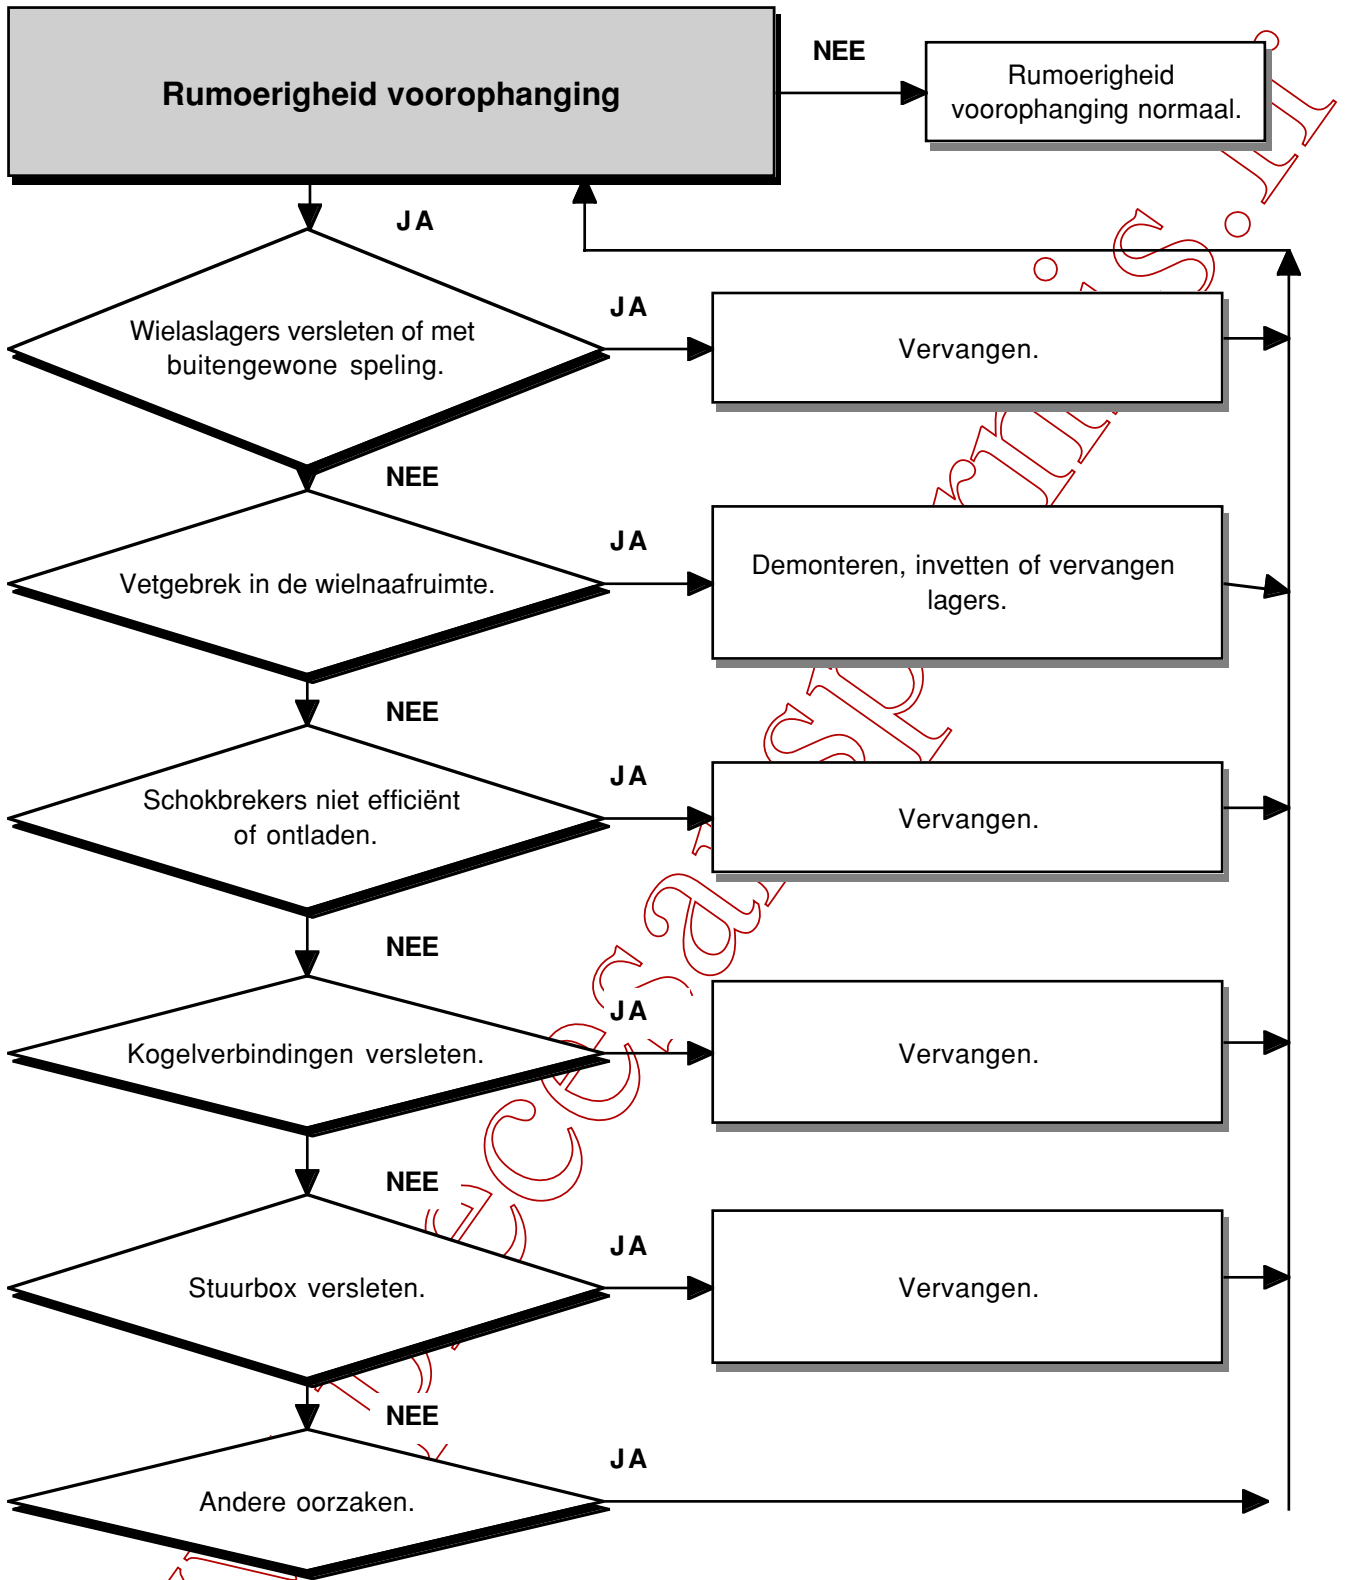 Rumoerigheid voorophanging
NEE
Rumoerigheid
voorophanging normaal.
JA
Wielaslagers versleten of met
buitengewone speling.
JA
Vervangen.
NEE
Vetgebrek in de wielnaafruimte.
JA
Demonteren, invetten of vervangen
lagers.
NEE
Schokbrekers niet efficiënt
of ontladen.
JA
Vervangen.
NEE
Kogelverbindingen versleten.
JA
Vervangen.
NEE
Stuurbox versleten.
JA
Vervangen.
NEE
Andere oorzaken.
JA